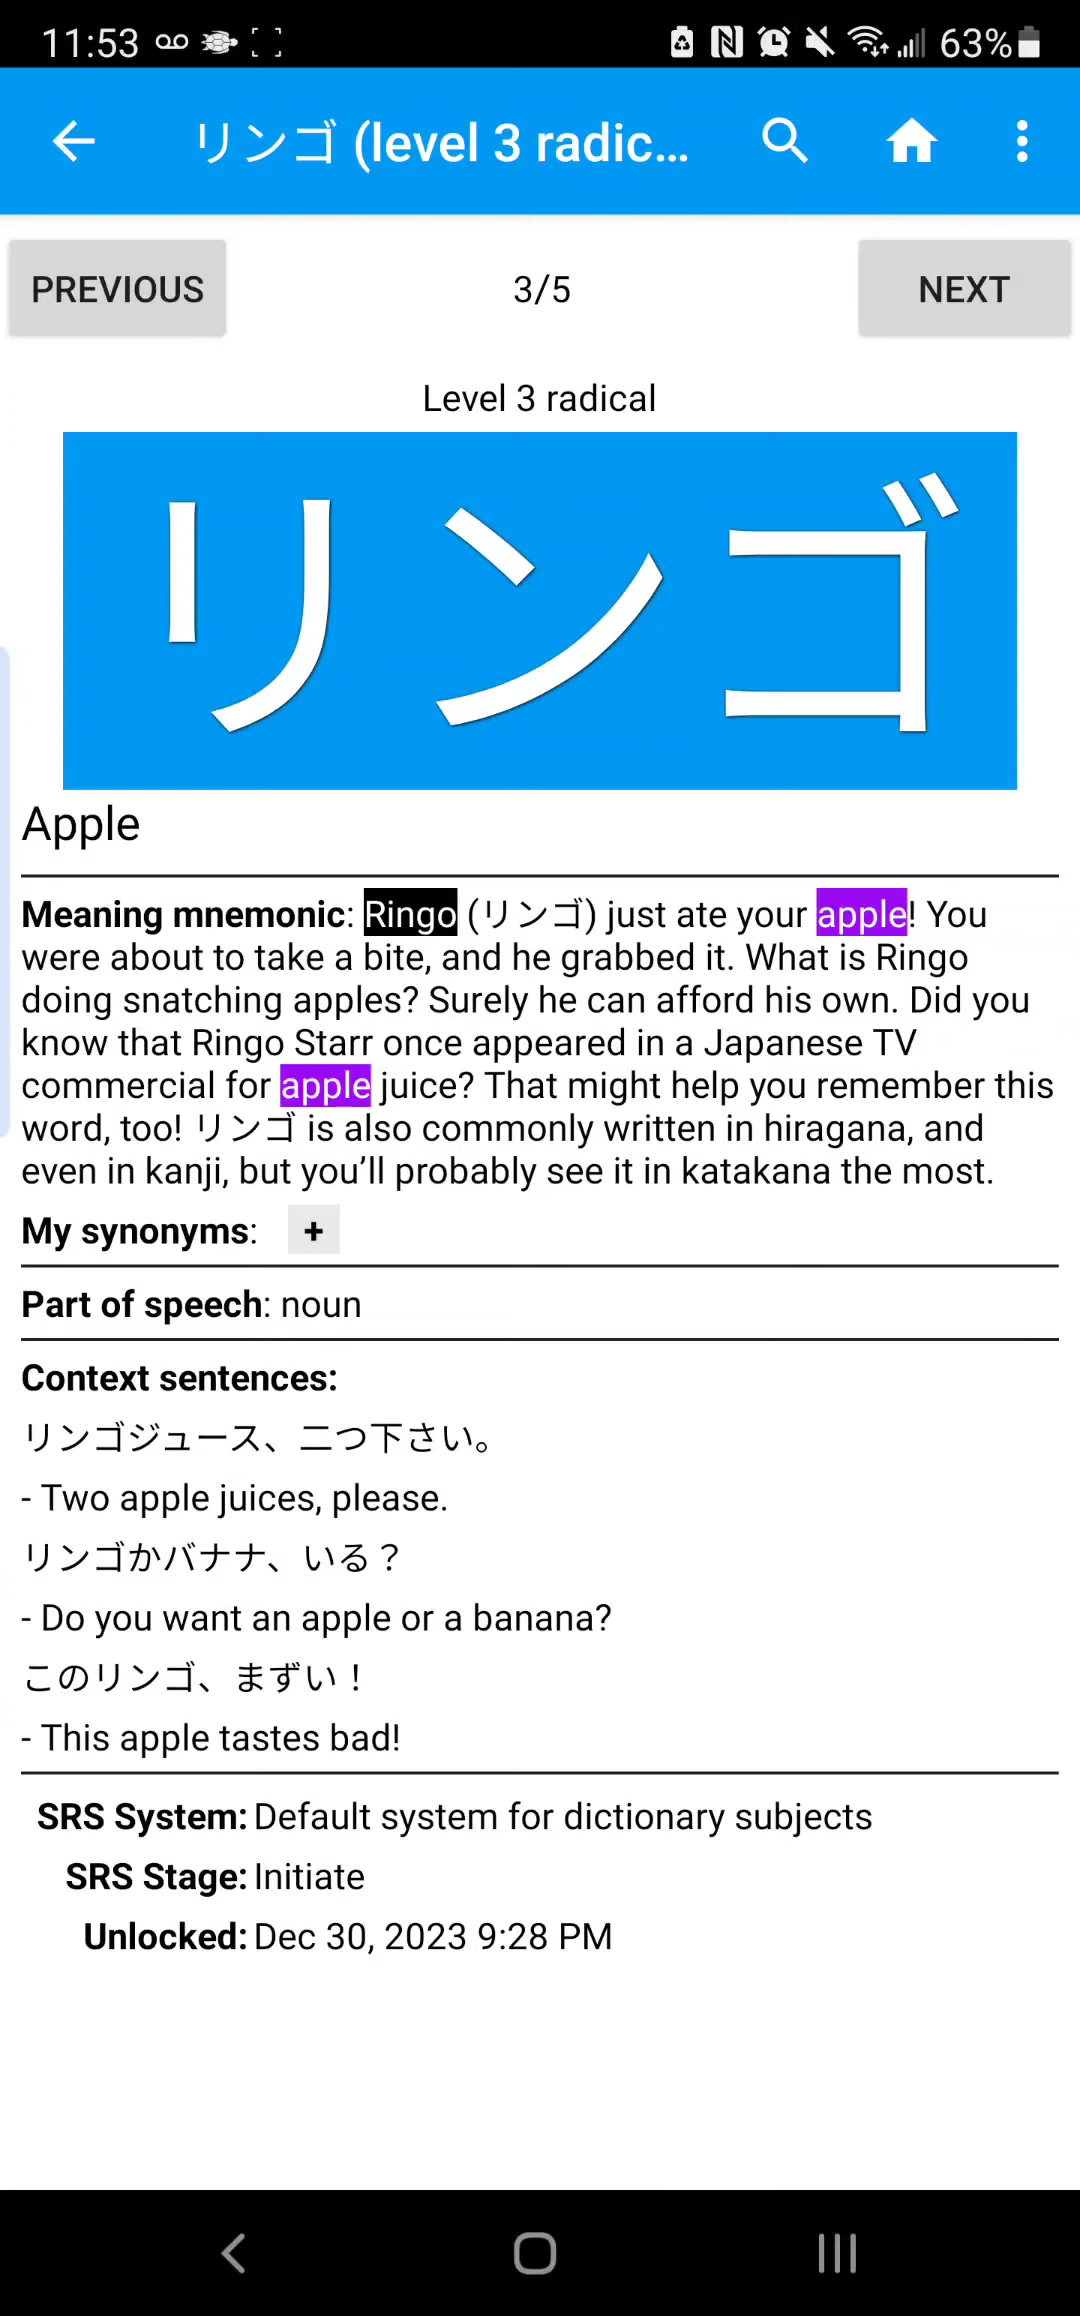 11:53 63%
リンゴ (level 3 radic...
PREVIOUS 3/5 NEXT
Level 3 radical
リンゴ
Apple
Meaning mnemonic: Ringo (リンゴ) just ate your apple! You
were about to take a bite, and he grabbed it. What is Ringo
doing snatching apples? Surely he can afford his own. Did you
know that Ringo Starr once appeared in a Japanese TV
commercial for apple juice? That might help you remember this
word, too! リンゴ is also commonly written in hiragana, and
even in kanji, but you’ll probably see it in katakana the most.
My synonyms: +
Part of speech: noun
Context sentences:
リンゴジュース、二つ下さい。
- Two apple juices, please.
リンゴかバナナ、いる？
- Do you want an apple or a banana?
このリンゴ、まずい！
- This apple tastes bad!
SRS System: Default system for dictionary subjects
SRS Stage: Initiate
Unlocked: Dec 30, 2023 9:28 PM